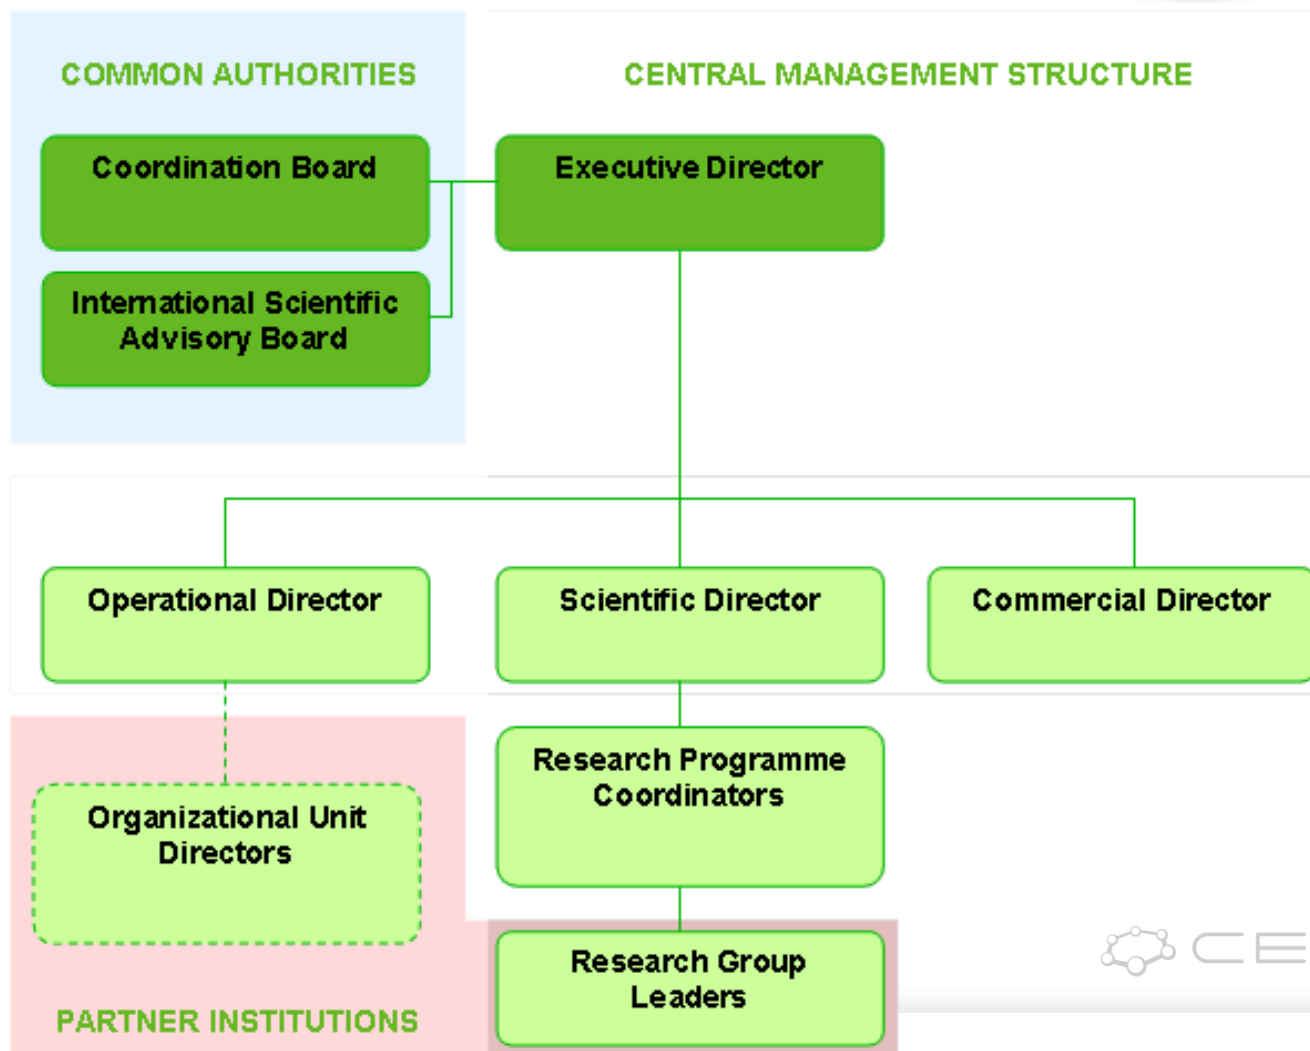 COMMON AUTHORITIES
CENTRAL MANAGEMENT STRUCTURE
Coordination Board
Executive Director
International Scientific
Advisory Board
Operational Director
Scientific Director
Commercial Director
Research Programme
Coordinators
Organizational Unit
Directors
Research Group
Leaders
PARTNER INSTITUTIONS
CE